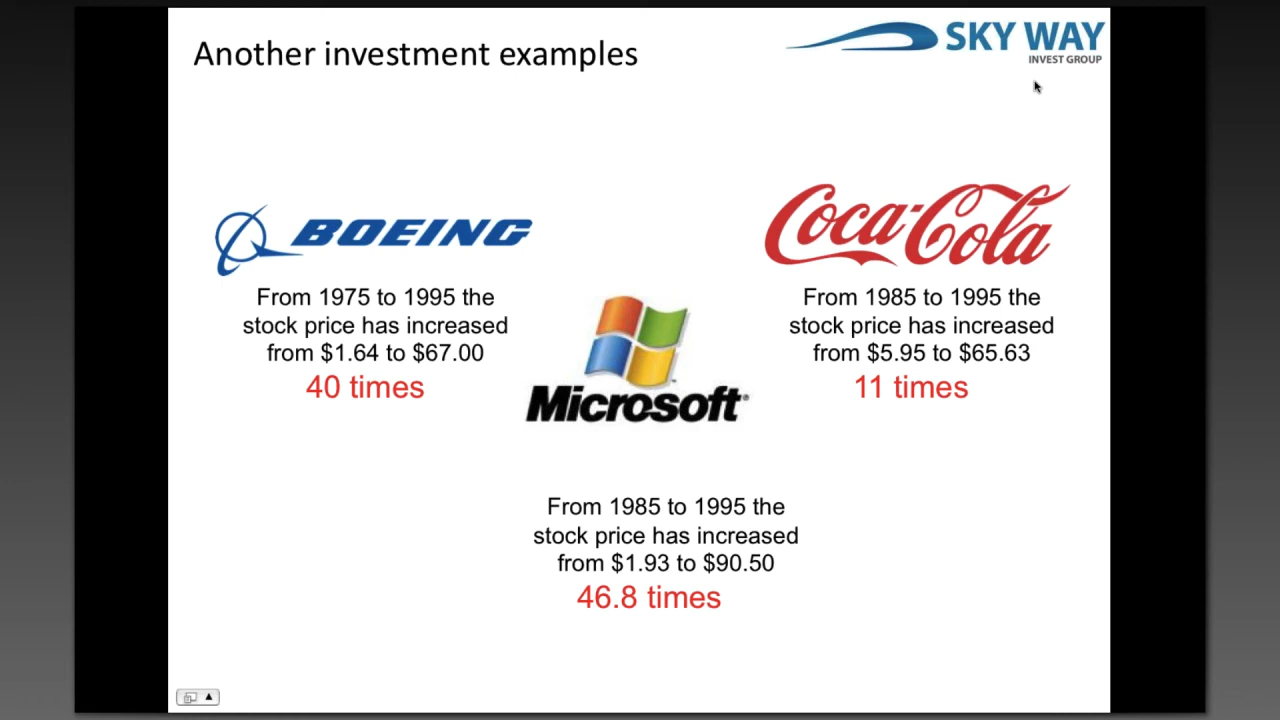 Another investment examples
SKY WAY
INVEST GROUP
BOEING
Coca-Cola
From 1975 to 1995 the
stock price has increased
from $1.64 to $67.00
40 times
From 1985 to 1995 the
stock price has increased
from $5.95 to $65.63
11 times
Microsoft®
From 1985 to 1995 the
stock price has increased
from $1.93 to $90.50
46.8 times